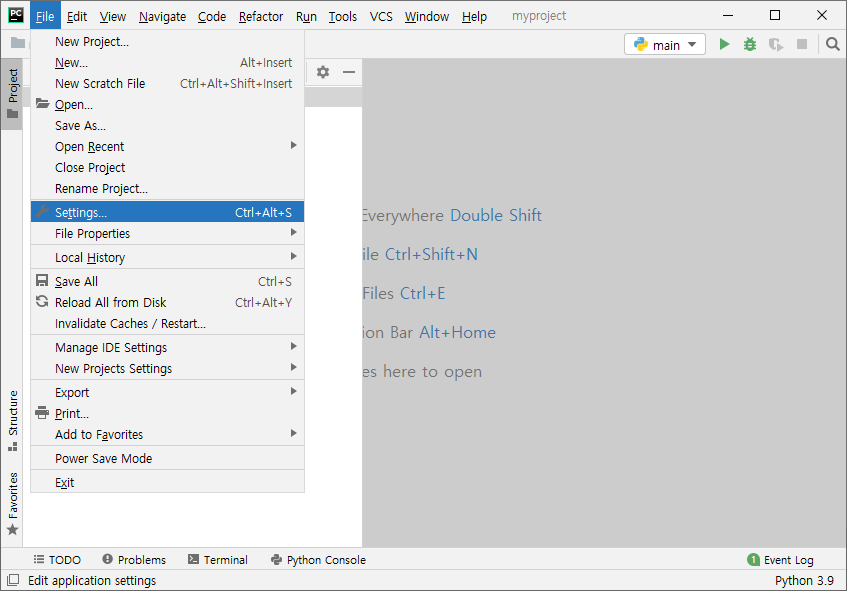 PC File Edit View Navigate Code Refactor Run Tools VCS Window Help myproject
main
Project
New Project...
New... Alt+Insert
New Scratch File Ctrl+Alt+Shift+Insert
Open...
Save As...
Open Recent
Close Project
Rename Project...
Settings... Ctrl+Alt+S
File Properties
Local History
Save All Ctrl+S
Reload All from Disk Ctrl+Alt+Y
Invalidate Caches / Restart...
Manage IDE Settings
New Projects Settings
Export
Print...
Add to Favorites
Power Save Mode
Exit
Everywhere Double Shift
ile Ctrl+Shift+N
Files Ctrl+E
ion Bar Alt+Home
es here to open
Structure
Favorites
TODO Problems Terminal Python Console 1 Event Log
Edit application settings Python 3.9